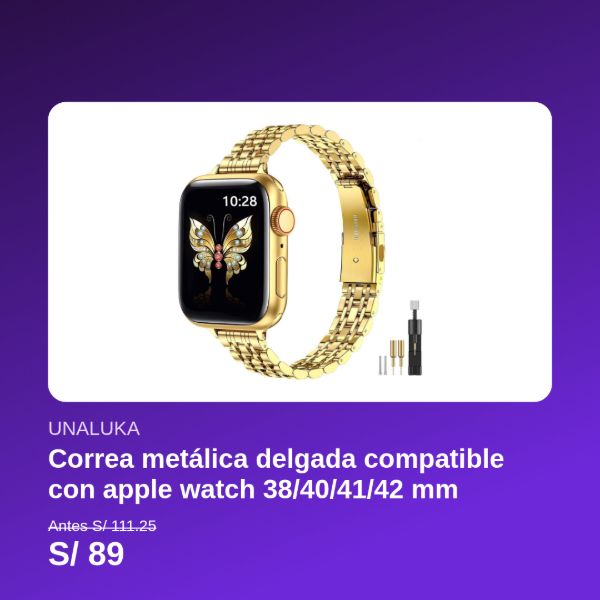 10:28
UNALUKA
Correa metálica delgada compatible
con apple watch 38/40/41/42 mm
Antes S/ 111.25
S/ 89